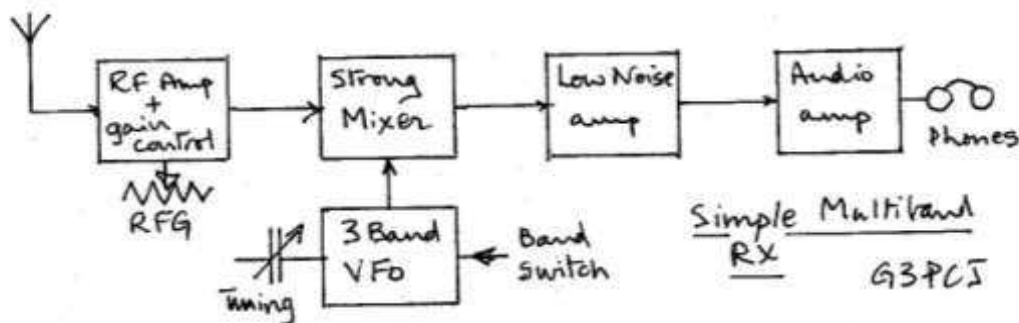 RF Amp
+
gain
control
RFG
Strong
Mixer
Low Noise
amp
Audio
amp
Phones
3 Band
VFO
Tuning
Band
Switch
Simple Multiband
RX
G3PCJ